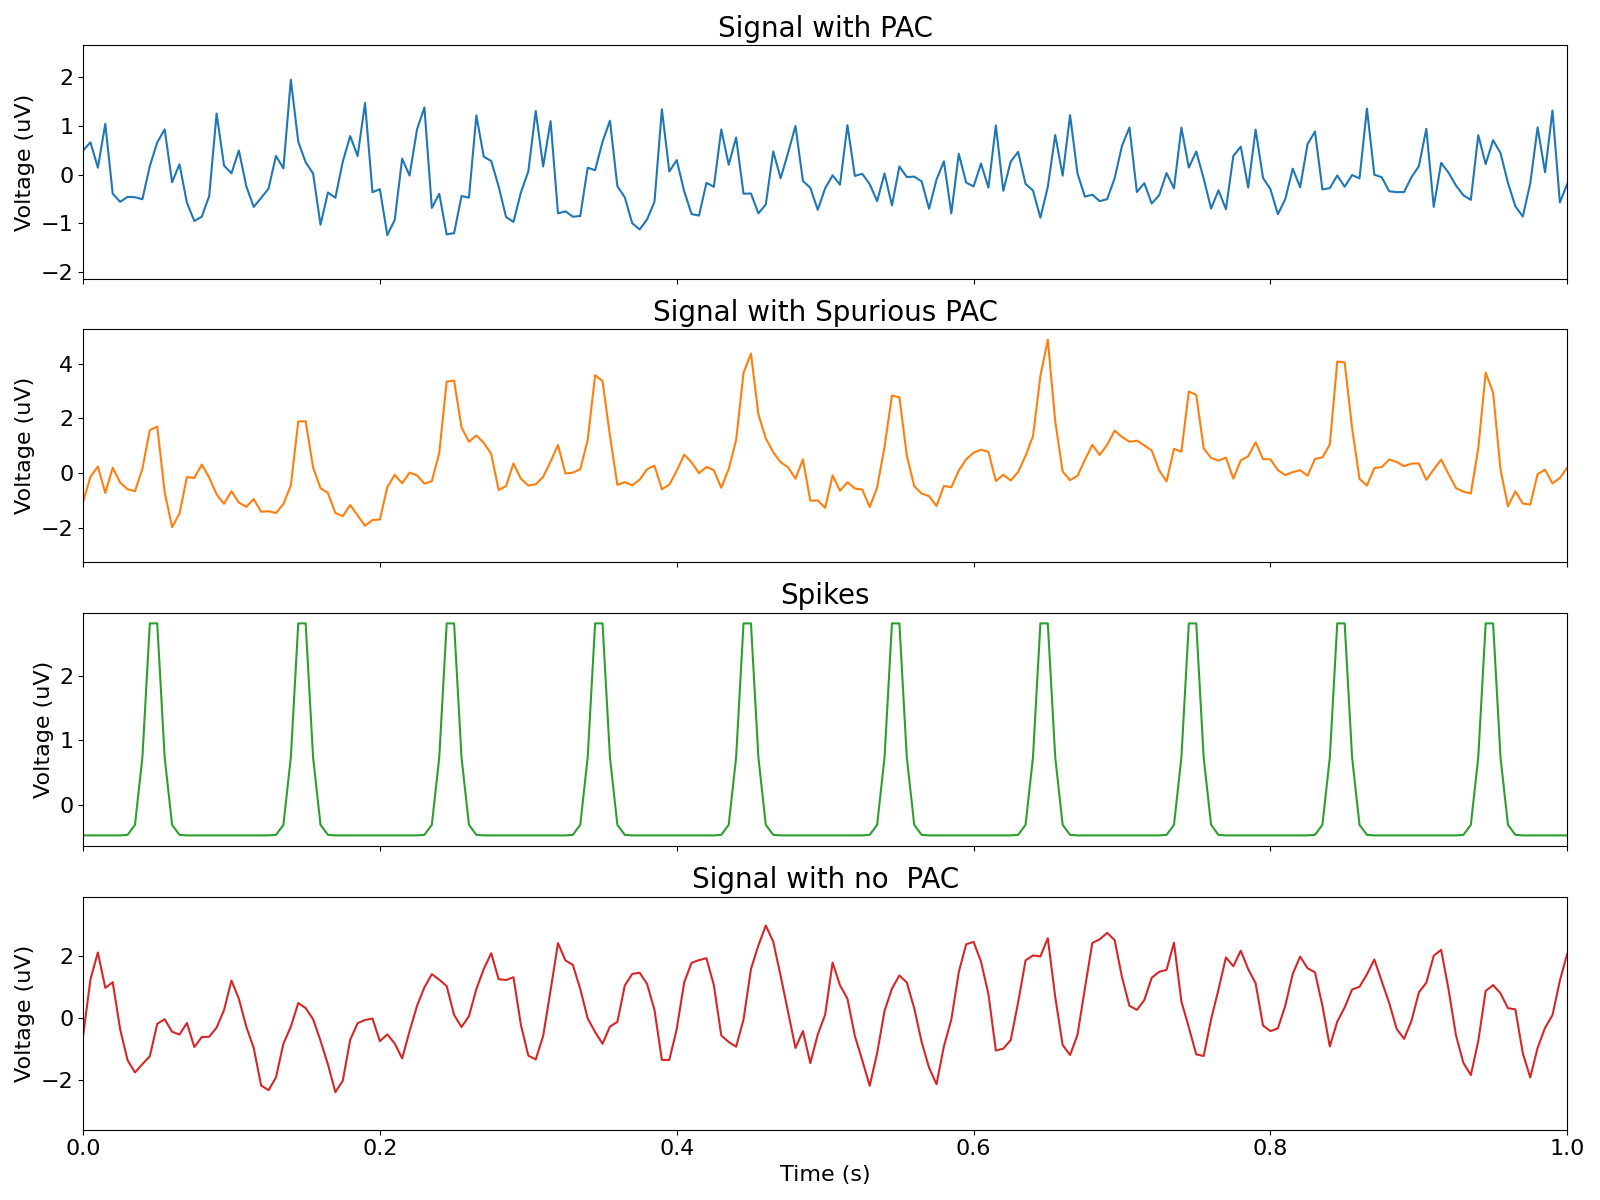 Signal with PAC
Voltage (uV)
2
1
0
−1
−2
Signal with Spurious PAC
Voltage (uV)
4
2
0
−2
Spikes
Voltage (uV)
2
1
0
Signal with no  PAC
Voltage (uV)
2
0
−2
0.0 0.2 0.4 0.6 0.8 1.0
Time (s)